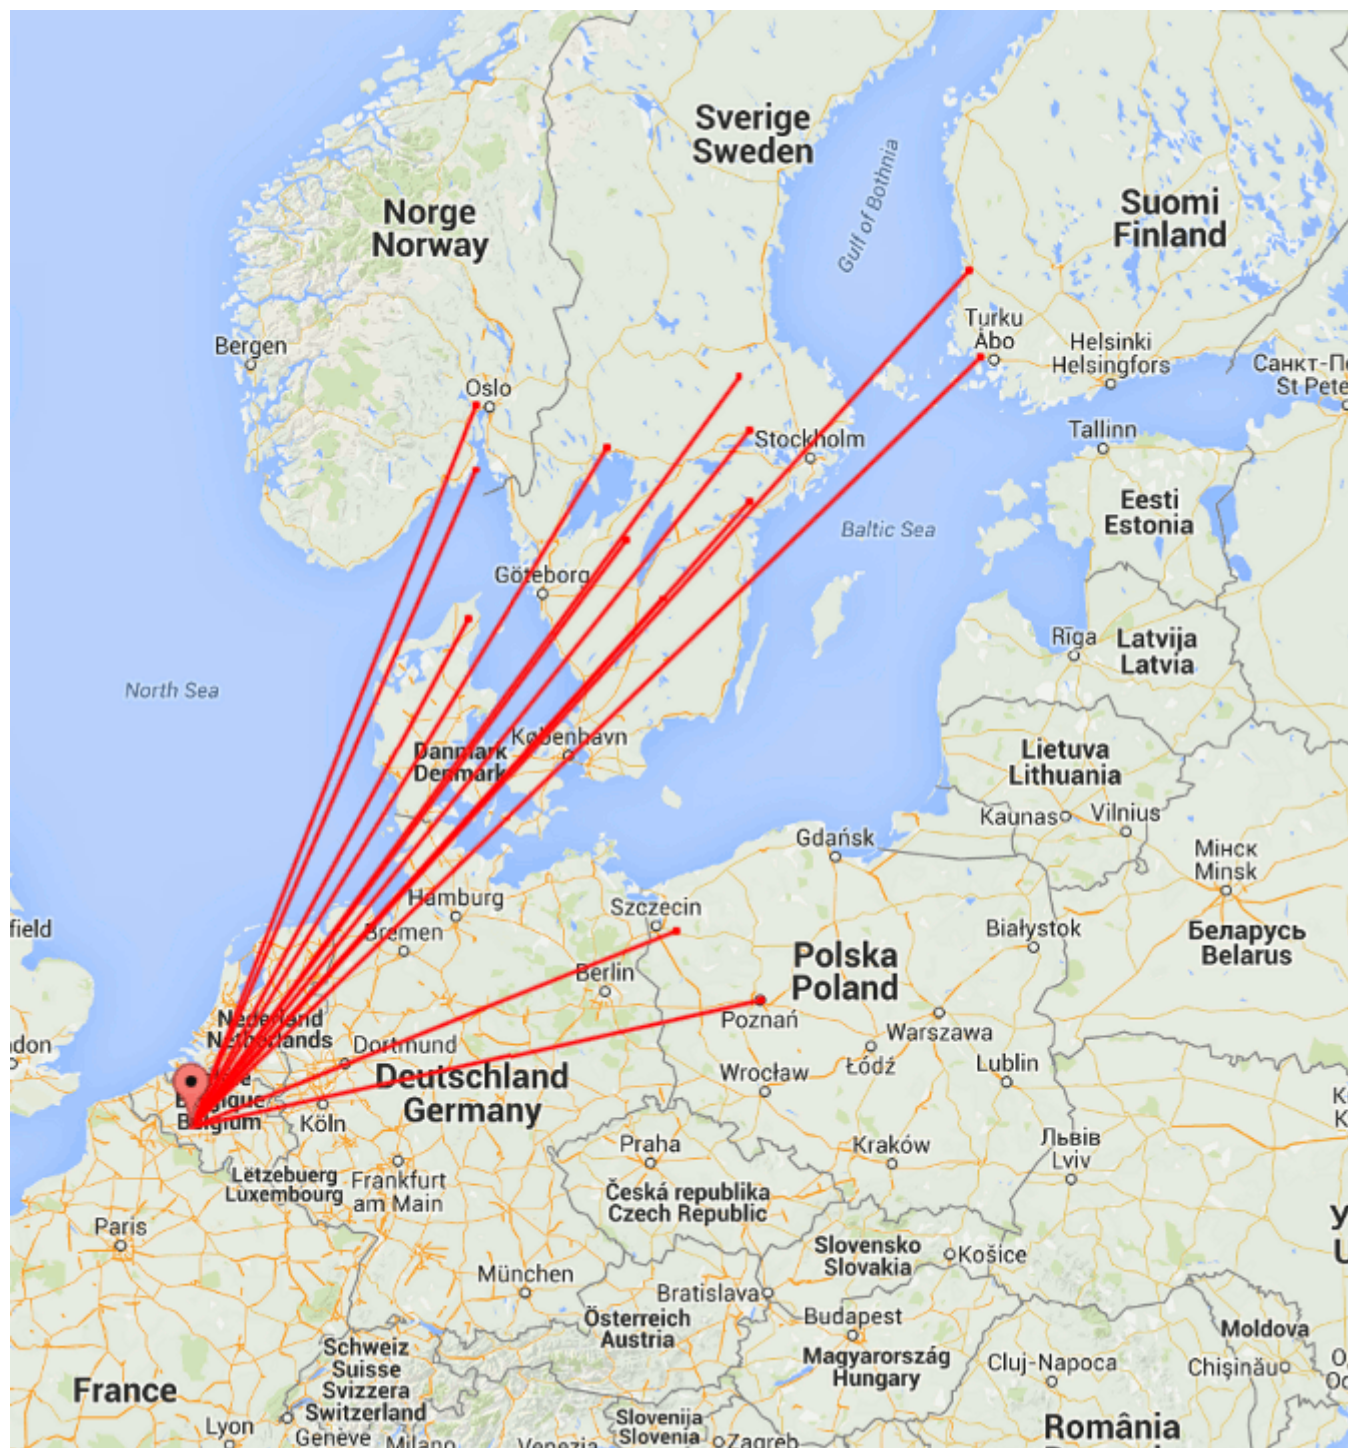 Sverige
Sweden
Norge
Norway
Suomi
Finland
Gulf of Bothnia
Bergen
Oslo
Turku
Åbo
Helsinki
Helsingfors
Санкт-П
St Pete
Stockholm
Tallinn
Eesti
Estonia
Baltic Sea
Göteborg
Rīga
Latvija
Latvia
North Sea
København
Danmark
Denmark
Lietuva
Lithuania
Kaunas
Vilnius
Gdańsk
Мінск
Minsk
Hamburg
Szczecin
field
Bremen
Białystok
Беларусь
Belarus
Polska
Poland
Berlin
Nederland
Netherlands
Poznań
Warszawa
ndon
Dortmund
Łódź
Lublin
Deutschland
Germany
Wrocław
België
Belgique
Belgium
Köln
K
K
Praha
Kraków
Львів
Lviv
Lëtzebuerg
Luxembourg
Frankfurt
am Main
Česká republika
Czech Republic
Paris
У
U
Slovensko
Slovakia
Košice
München
Bratislava
Österreich
Austria
Budapest
Moldova
Schweiz
Suisse
Svizzera
Switzerland
Magyarország
Hungary
Cluj-Napoca
Chișinău
France
Lyon
Genève
Milano
Venezia
Slovenija
Slovenia
Zagreb
România